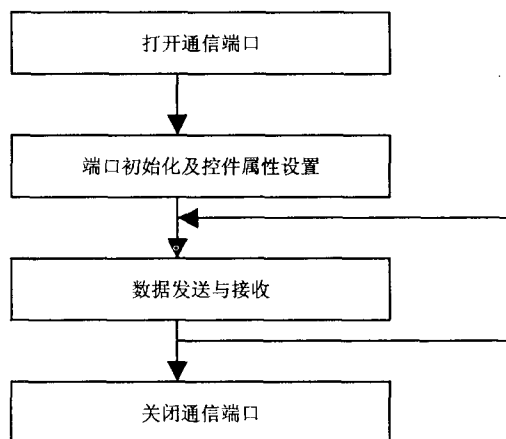 打开通信端口
端口初始化及控件属性设置
数据发送与接收
关闭通信端口